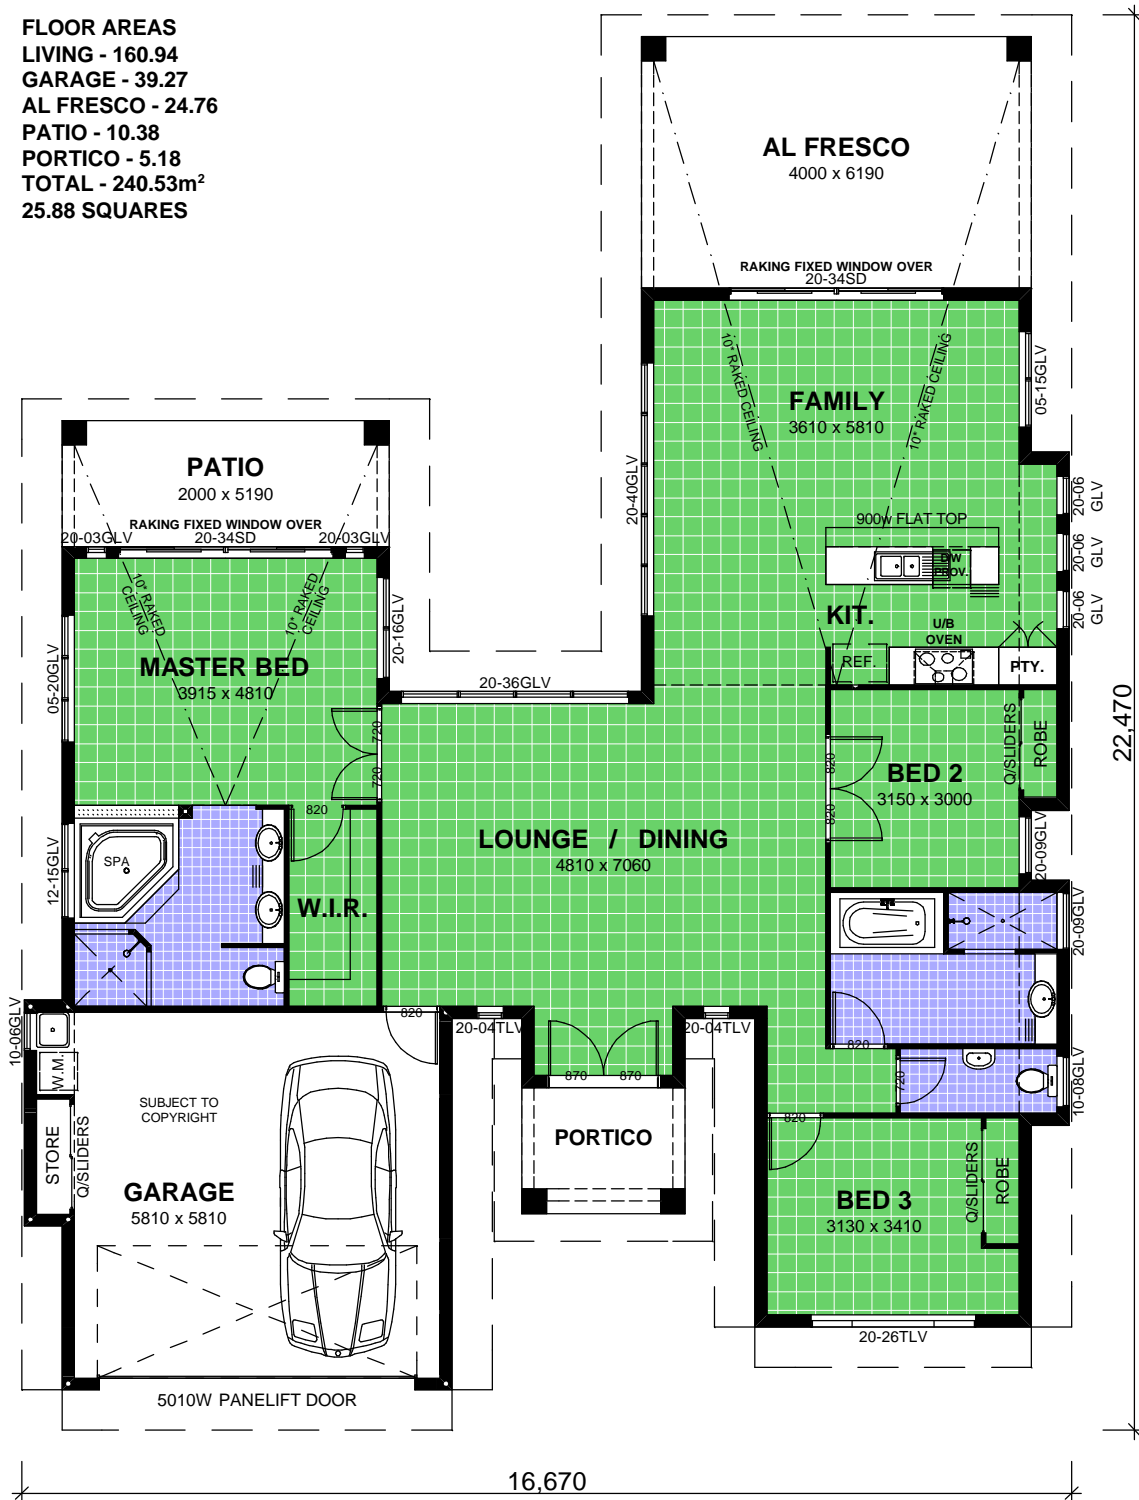 FLOOR AREAS
LIVING - 160.94
GARAGE - 39.27
AL FRESCO - 24.76
PATIO - 10.38
PORTICO - 5.18
TOTAL - 240.53m²
25.88 SQUARES
AL FRESCO
4000 x 6190
RAKING FIXED WINDOW OVER
20-34SD
10° RAKED CEILING
10° RAKED CEILING
FAMILY
3610 x 5810
05-15GLV
20-40GLV
20-06
GLV
20-06
GLV
20-06
GLV
900w FLAT TOP
D/W
PROV.
KIT.
U/B
OVEN
REF.
PTY.
PATIO
2000 x 5190
RAKING FIXED WINDOW OVER
20-03GLV
20-34SD
20-03GLV
10° RAKED
CEILING
10° RAKED
CEILING
20-16GLV
05-20GLV
MASTER BED
3915 x 4810
20-36GLV
720
720
820
820
820
Q/SLIDERS
ROBE
BED 2
3150 x 3000
20-09GLV
LOUNGE / DINING
4810 x 7060
12-15GLV
SPA
W.I.R.
20-09GLV
10-06GLV
820
20-04TLV
20-04TLV
820
720
10-08GLV
W.M.
870
870
SUBJECT TO
COPYRIGHT
STORE
Q/SLIDERS
PORTICO
820
Q/SLIDERS
ROBE
GARAGE
5810 x 5810
BED 3
3130 x 3410
20-26TLV
5010W PANELIFT DOOR
22,470
16,670